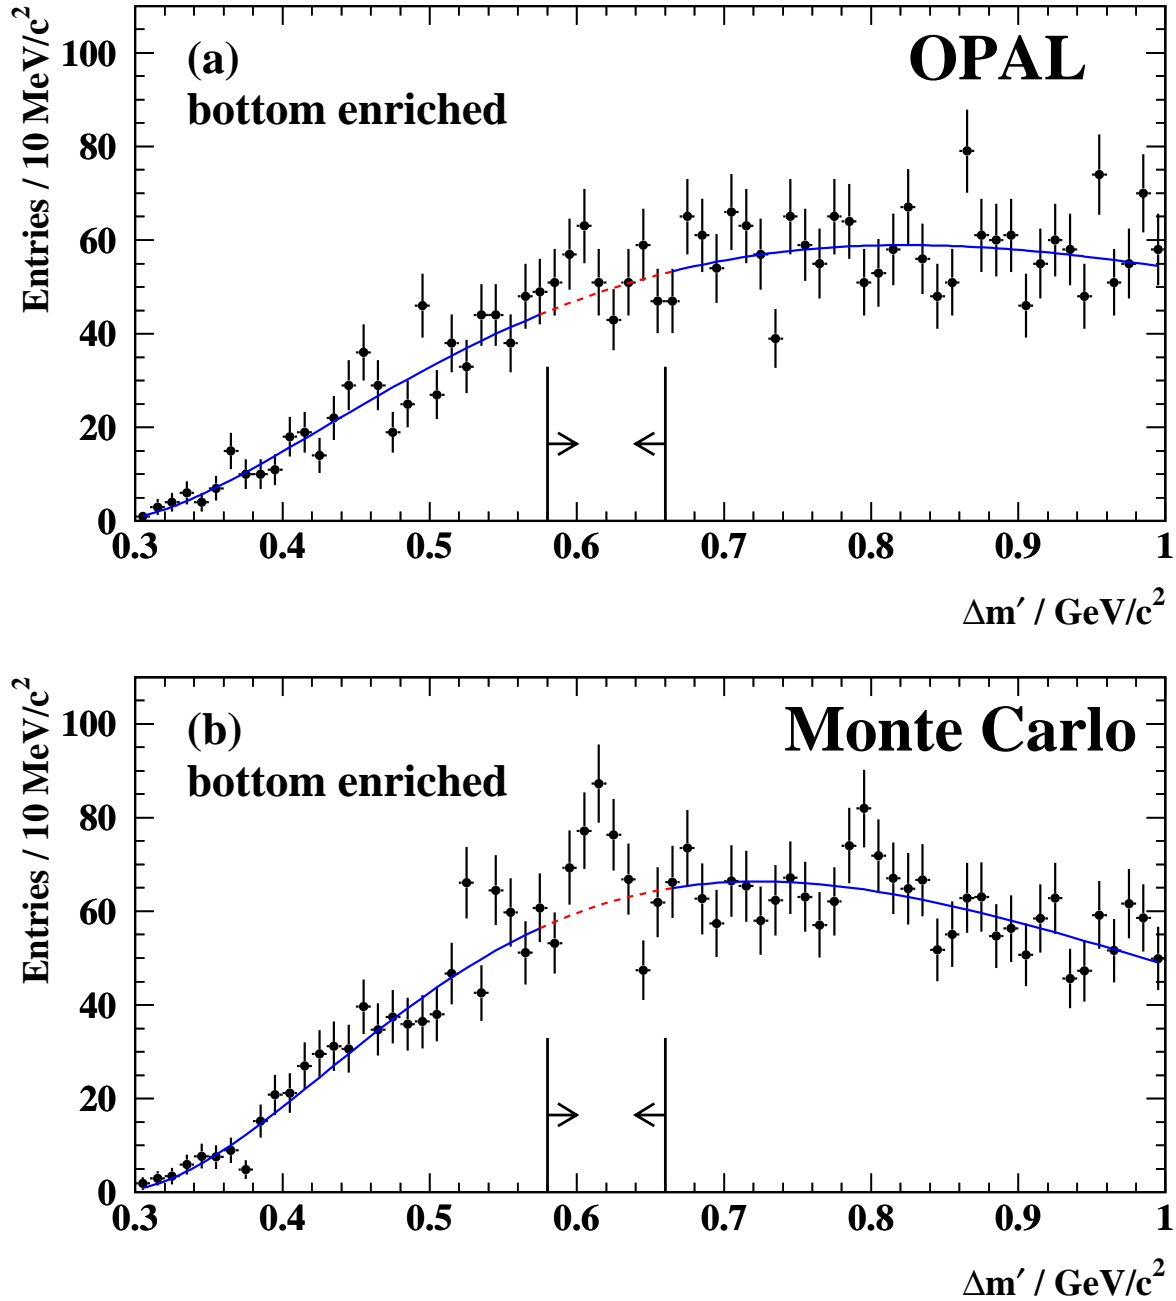 (a)
OPAL
bottom enriched
Entries / 10 MeV/c²
100
80
60
40
20
0
0.3 0.4 0.5 0.6 0.7 0.8 0.9 1
Δm′ / GeV/c²
(b)
Monte Carlo
bottom enriched
Entries / 10 MeV/c²
100
80
60
40
20
0
0.3 0.4 0.5 0.6 0.7 0.8 0.9 1
Δm′ / GeV/c²